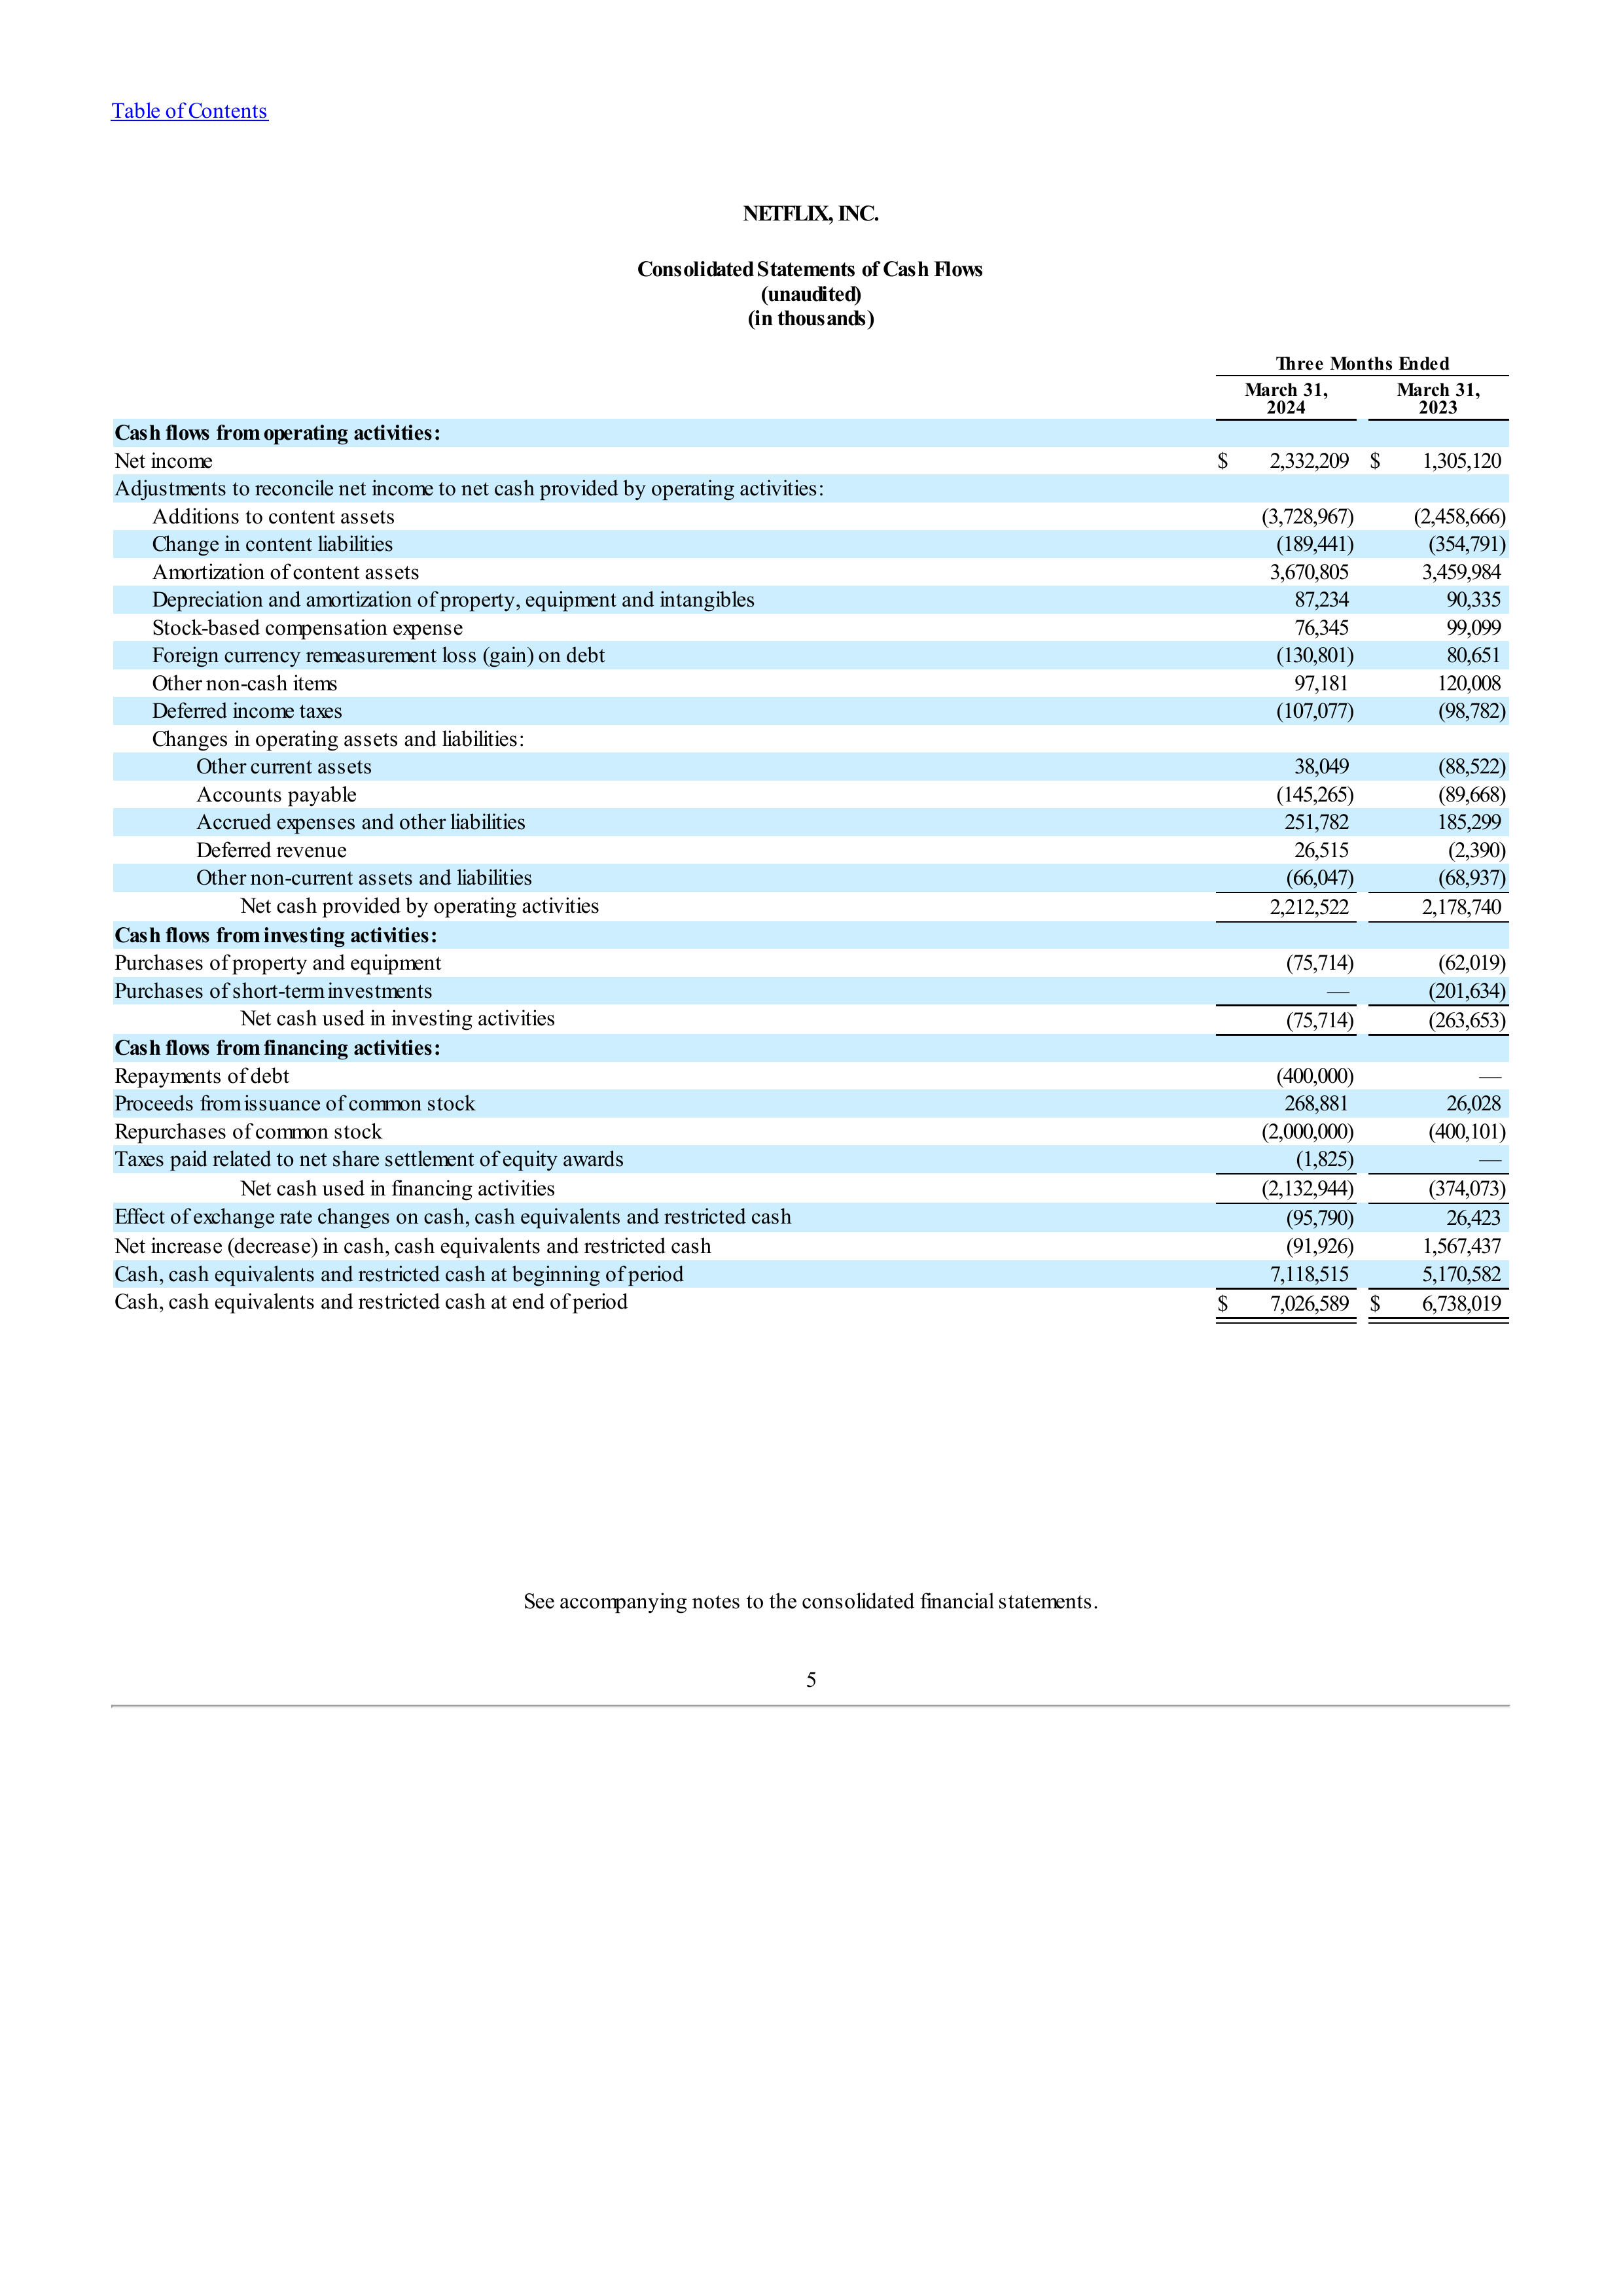 Table of Contents
NETFLIX, INC.
Consolidated Statements of Cash Flows
(unaudited)
(in thousands)
Three Months Ended
March 31, 2024 March 31, 2023
Cash flows from operating activities:
Net income $ 2,332,209 $ 1,305,120
Adjustments to reconcile net income to net cash provided by operating activities:
Additions to content assets (3,728,967) (2,458,666)
Change in content liabilities (189,441) (354,791)
Amortization of content assets 3,670,805 3,459,984
Depreciation and amortization of property, equipment and intangibles 87,234 90,335
Stock-based compensation expense 76,345 99,099
Foreign currency remeasurement loss (gain) on debt (130,801) 80,651
Other non-cash items 97,181 120,008
Deferred income taxes (107,077) (98,782)
Changes in operating assets and liabilities:
Other current assets 38,049 (88,522)
Accounts payable (145,265) (89,668)
Accrued expenses and other liabilities 251,782 185,299
Deferred revenue 26,515 (2,390)
Other non-current assets and liabilities (66,047) (68,937)
Net cash provided by operating activities 2,212,522 2,178,740
Cash flows from investing activities:
Purchases of property and equipment (75,714) (62,019)
Purchases of short-term investments — (201,634)
Net cash used in investing activities (75,714) (263,653)
Cash flows from financing activities:
Repayments of debt (400,000) —
Proceeds from issuance of common stock 268,881 26,028
Repurchases of common stock (2,000,000) (400,101)
Taxes paid related to net share settlement of equity awards (1,825) —
Net cash used in financing activities (2,132,944) (374,073)
Effect of exchange rate changes on cash, cash equivalents and restricted cash (95,790) 26,423
Net increase (decrease) in cash, cash equivalents and restricted cash (91,926) 1,567,437
Cash, cash equivalents and restricted cash at beginning of period 7,118,515 5,170,582
Cash, cash equivalents and restricted cash at end of period $ 7,026,589 $ 6,738,019
See accompanying notes to the consolidated financial statements.
5